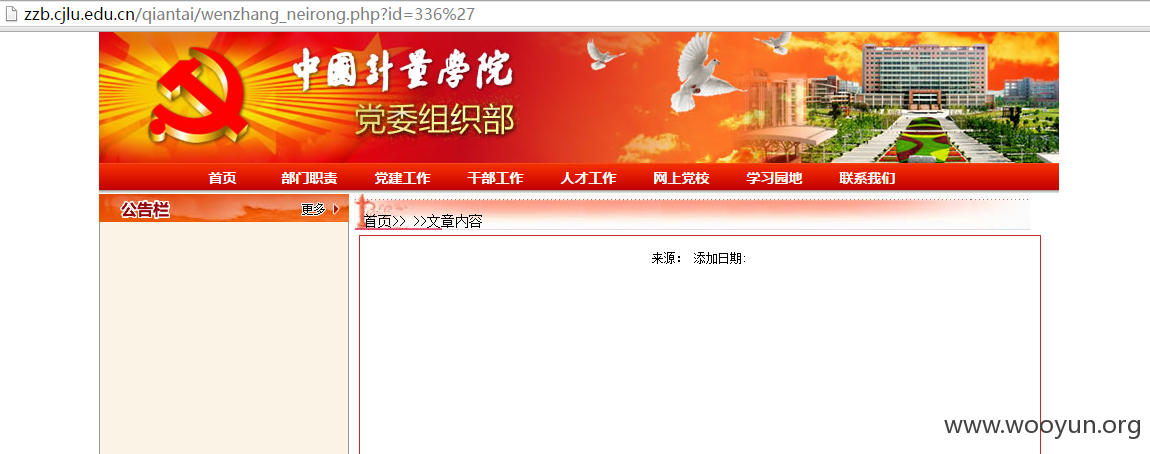 zzb.cjlu.edu.cn/qiantai/wenzhang_neirong.php?id=336%27
中国计量学院
党委组织部
首页 部门职责 党建工作 干部工作 人才工作 网上党校 学习园地 联系我们
公告栏 更多
首页>> >>文章内容
来源: 添加日期:
www.wooyun.org